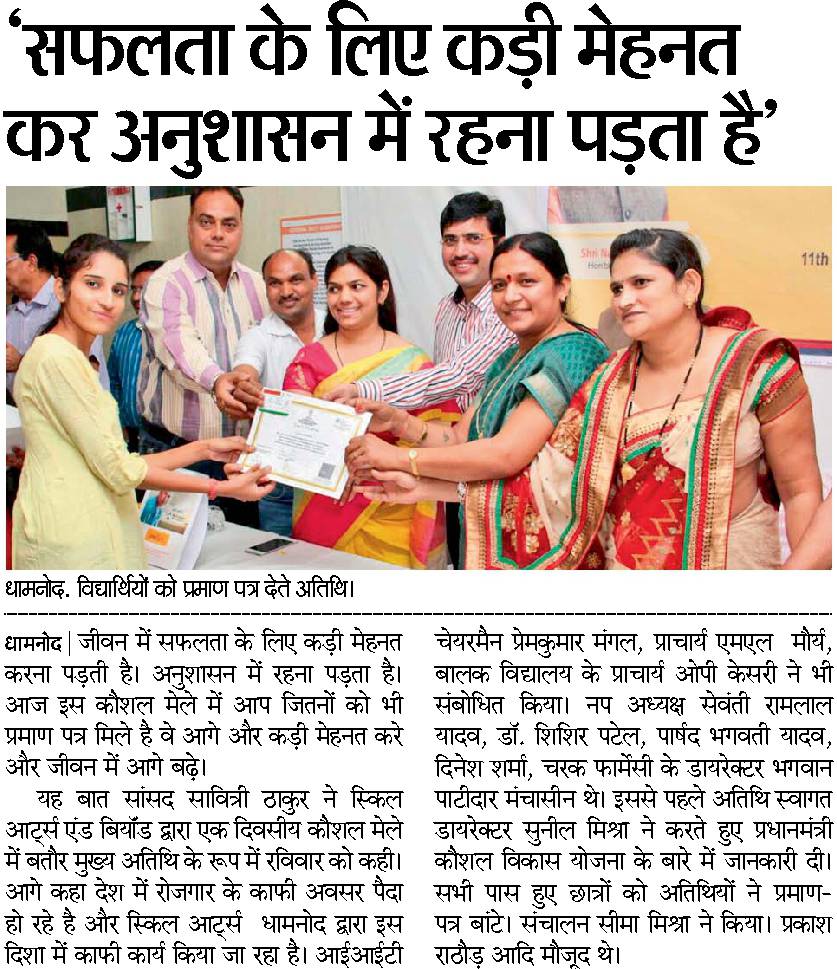 ‘सफलता के लिए कड़ी मेहनत
कर अनुशासन में रहना पड़ता है’
Shri Na
Honb
11th
धामनोद. विद्यार्थियों को प्रमाण पत्र देते अतिथि।
धामनोद | जीवन में सफलता के लिए कड़ी मेहनत
करना पड़ती है। अनुशासन में रहना पड़ता है।
आज इस कौशल मेले में आप जितनों को भी
प्रमाण पत्र मिले है वे आगे और कड़ी मेहनत करे
और जीवन में आगे बढ़े।
यह बात सांसद सावित्री ठाकुर ने स्किल
आर्ट्स एंड बियॉड द्वारा एक दिवसीय कौशल मेले
में बतौर मुख्य अतिथि के रूप में रविवार को कही।
आगे कहा देश में रोजगार के काफी अवसर पैदा
हो रहे है और स्किल आर्ट्स धामनोद द्वारा इस
दिशा में काफी कार्य किया जा रहा है। आईआईटी
चेयरमैन प्रेमकुमार मंगल, प्राचार्य एमएल मौर्य,
बालक विद्यालय के प्राचार्य ओपी केसरी ने भी
संबोधित किया। नप अध्यक्ष सेवंती रामलाल
यादव, डॉ. शिशिर पटेल, पार्षद भगवती यादव,
दिनेश शर्मा, चरक फार्मेसी के डायरेक्टर भगवान
पाटीदार मंचासीन थे। इससे पहले अतिथि स्वागत
डायरेक्टर सुनील मिश्रा ने करते हुए प्रधानमंत्री
कौशल विकास योजना के बारे में जानकारी दी।
सभी पास हुए छात्रों को अतिथियों ने प्रमाण-
पत्र बांटे। संचालन सीमा मिश्रा ने किया। प्रकाश
राठौड़ आदि मौजूद थे।